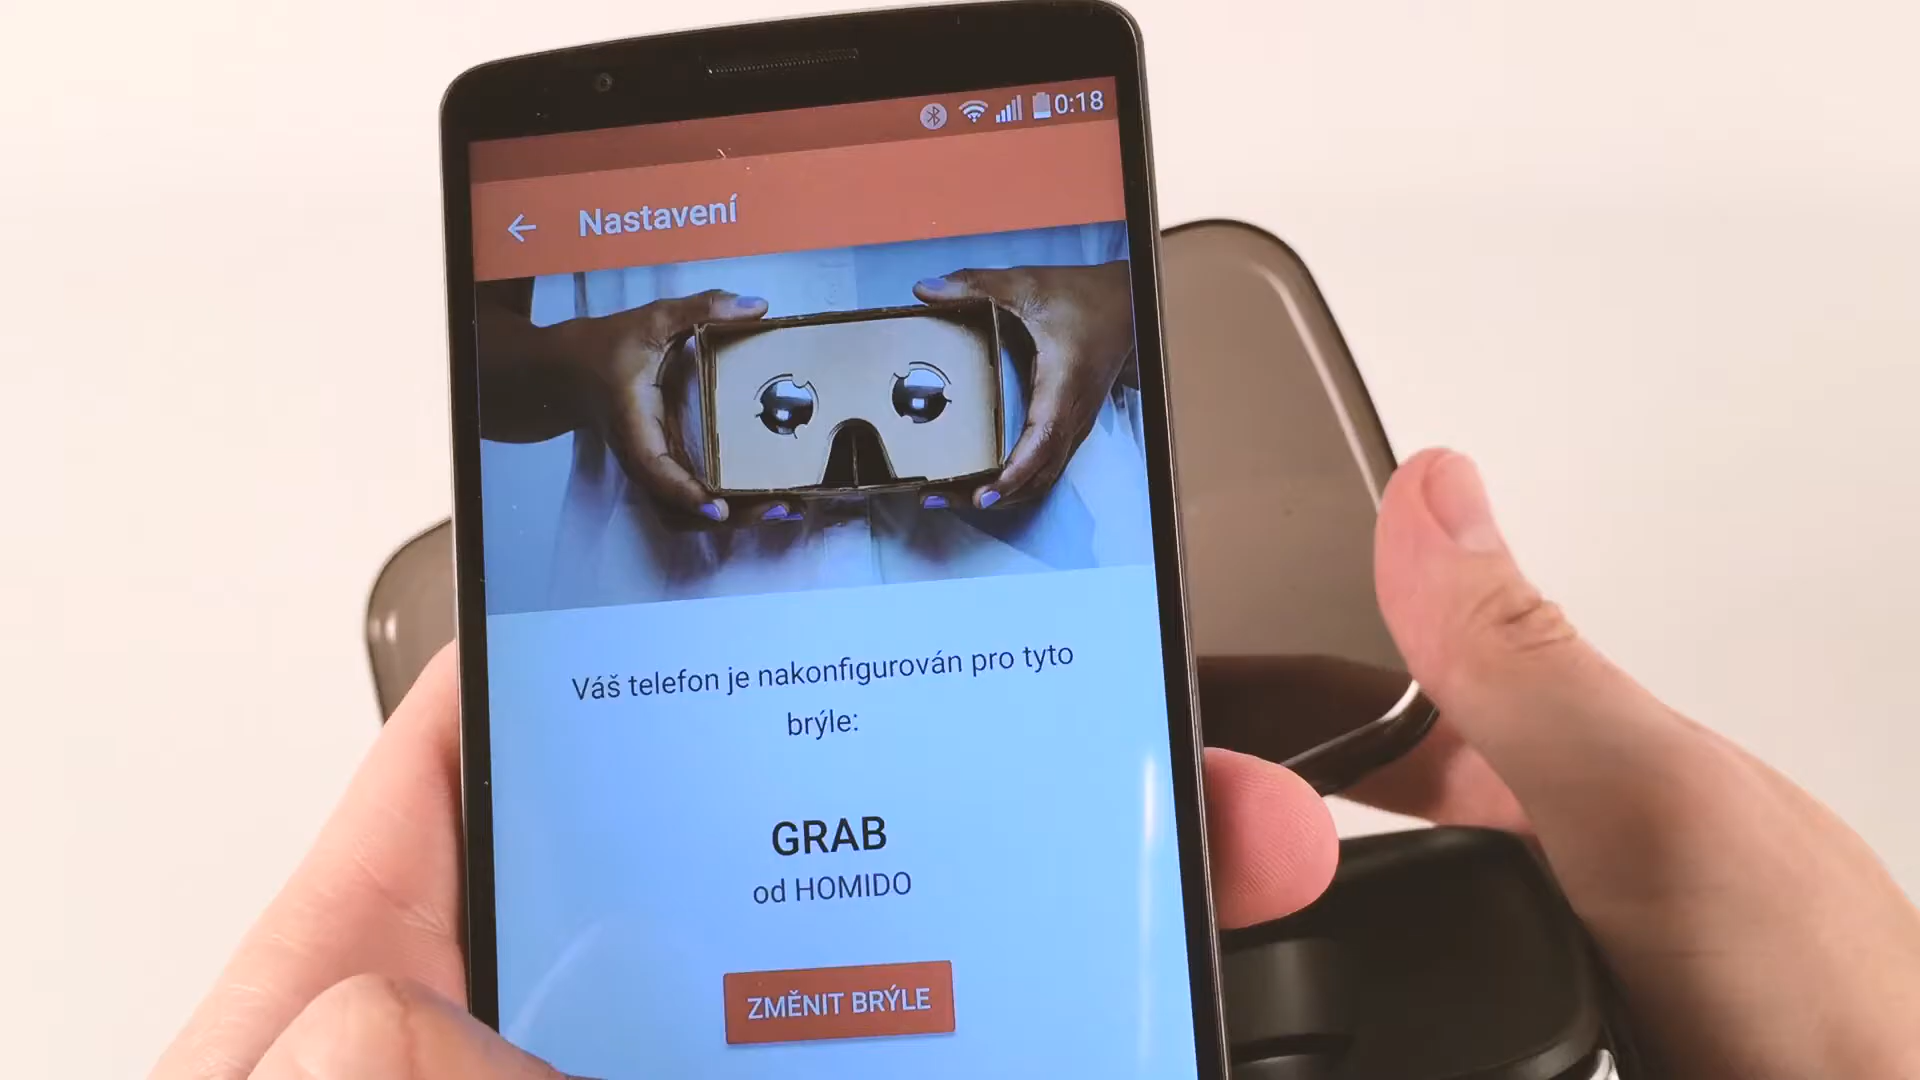 0:18
Nastavení
Váš telefon je nakonfigurován pro tyto
brýle:
GRAB
od HOMIDO
ZMĚNIT BRÝLE